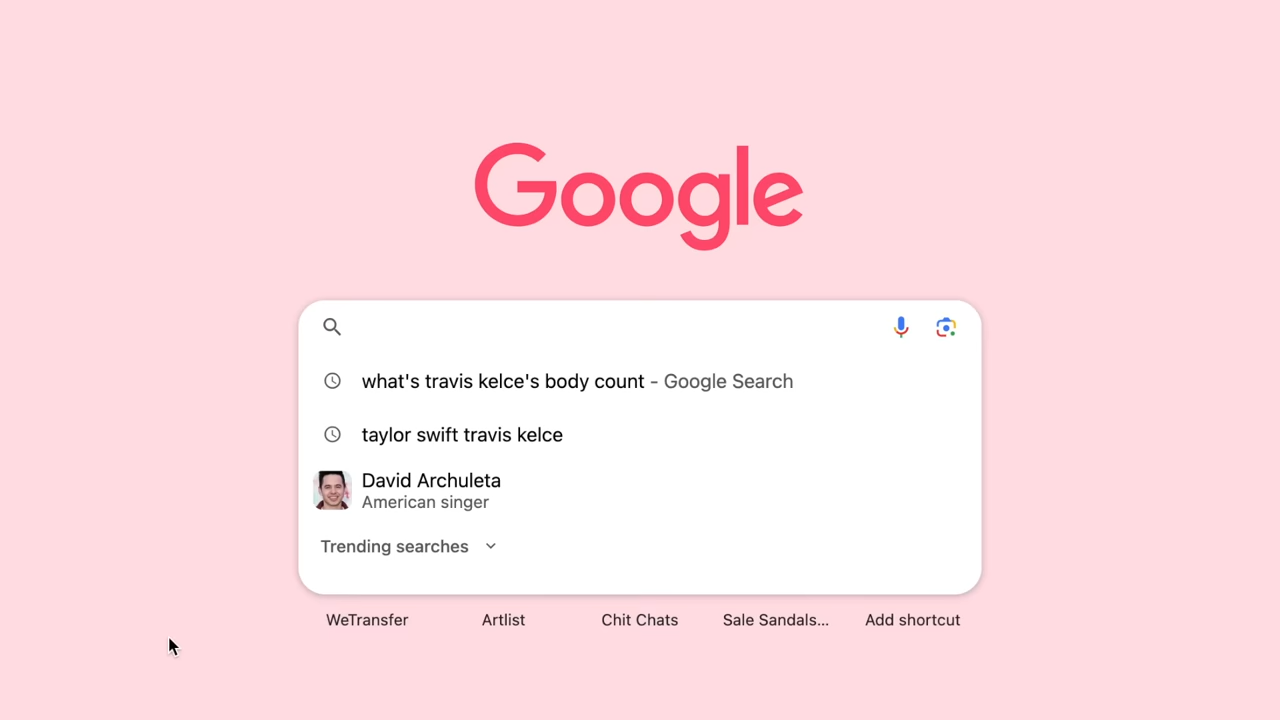 Google
what's travis kelce's body count - Google Search
taylor swift travis kelce
David Archuleta
American singer
Trending searches
WeTransfer
Artlist
Chit Chats
Sale Sandals...
Add shortcut